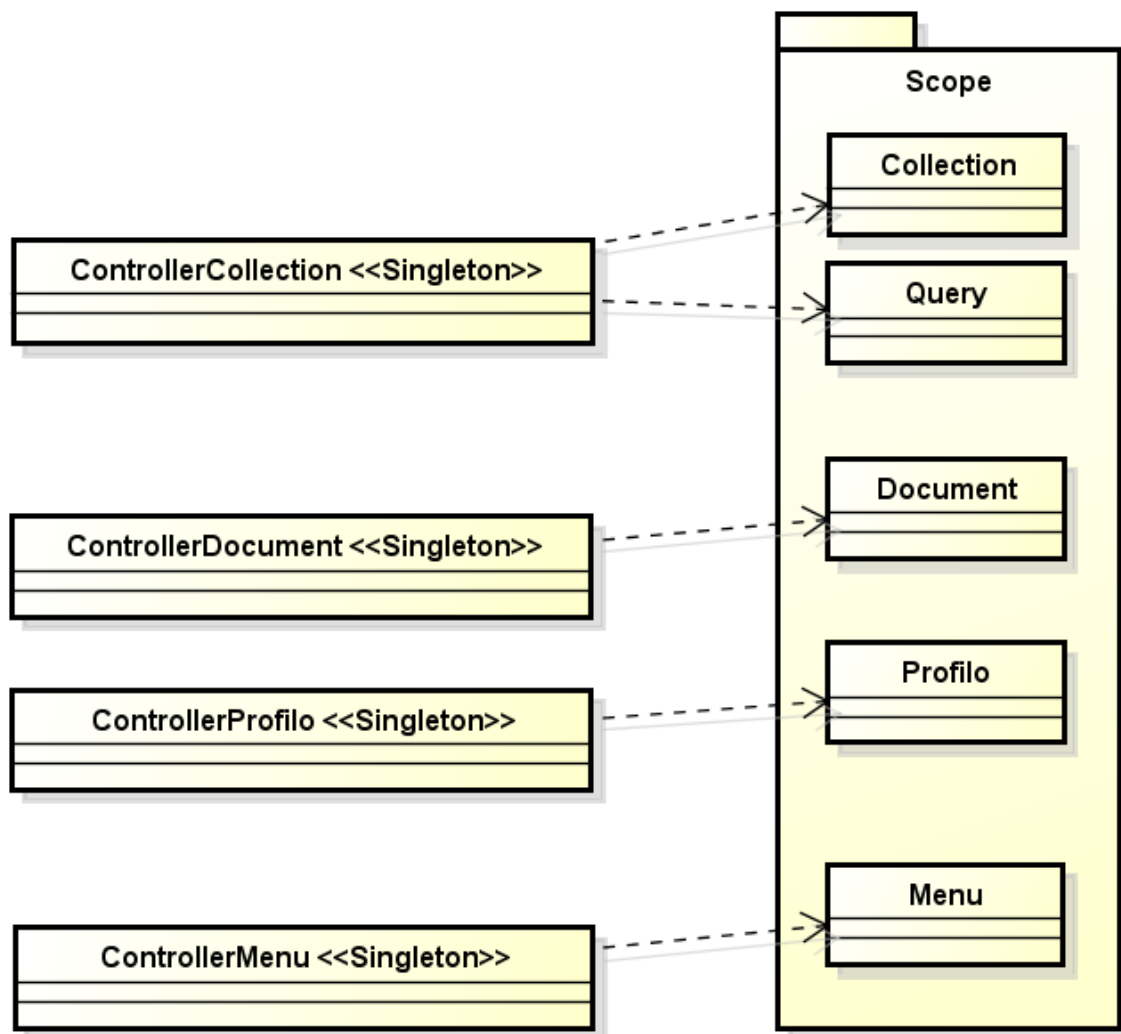 Scope
Collection
ControllerCollection <<Singleton>>
Query
Document
ControllerDocument <<Singleton>>
Profilo
ControllerProfilo <<Singleton>>
Menu
ControllerMenu <<Singleton>>